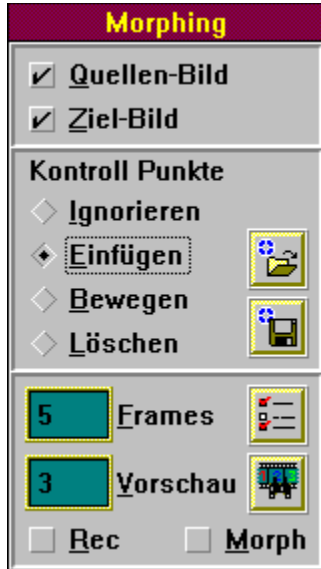 Morphing
Quellen-Bild
Ziel-Bild
Kontroll Punkte
Ignorieren
Einfügen
Bewegen
Löschen
5 Frames
3 Vorschau
Rec Morph